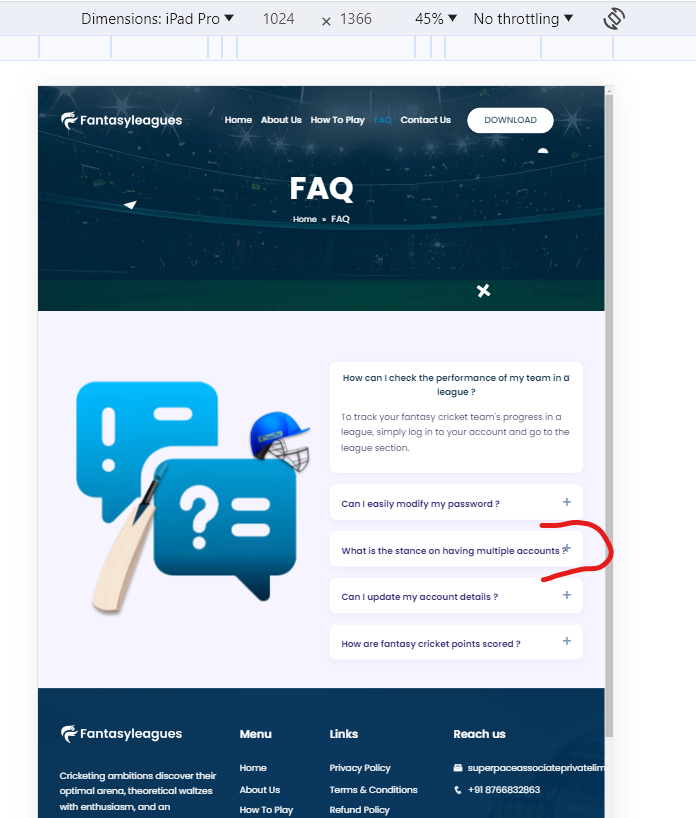 Dimensions: iPad Pro ▼ 1024 × 1366 45% ▼ No throttling ▼
Fantasyleagues Home About Us How To Play FAQ Contact Us DOWNLOAD
FAQ
Home » FAQ
How can I check the performance of my team in a
league ?
To track your fantasy cricket team's progress in a
league, simply log in to your account and go to the
league section.
Can I easily modify my password ? +
What is the stance on having multiple accounts ? +
Can I update my account details ? +
How are fantasy cricket points scored ? +
Fantasyleagues
Cricketing ambitions discover their
optimal arena, theoretical waltzes
with enthusiasm, and an
Menu
Home
About Us
How To Play
Links
Privacy Policy
Terms & Conditions
Refund Policy
Reach us
superpaceassociateprivatelim
+91 8766832863